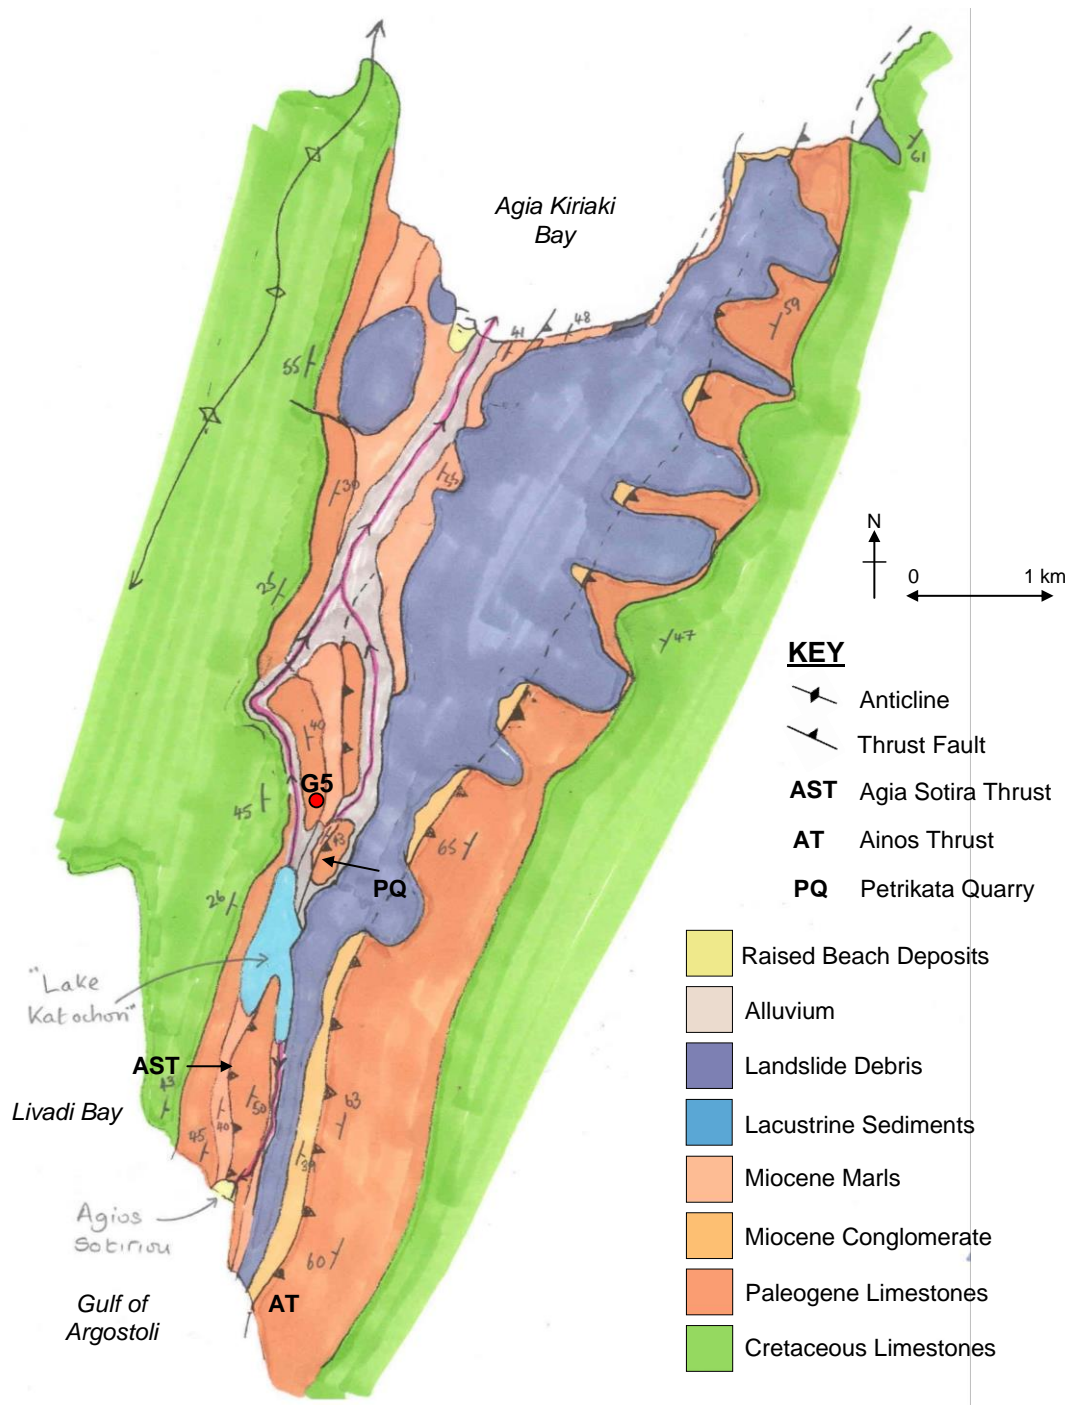 Agia Kiriaki
Bay
61
59
48
41
55
30
55
25
N
0
1 km
47
KEY
Anticline
Thrust Fault
40
G5
AST
Agia Sotira Thrust
45
AT
Ainos Thrust
43
65
PQ
PQ
Petrikata Quarry
26
Raised Beach Deposits
"Lake
Katochon"
Alluvium
AST
Landslide Debris
43
50
63
Livadi Bay
40
Lacustrine Sediments
45
39
Miocene Marls
Agios
Sotiriou
Miocene Conglomerate
60
Gulf of
Argostoli
AT
Paleogene Limestones
Cretaceous Limestones